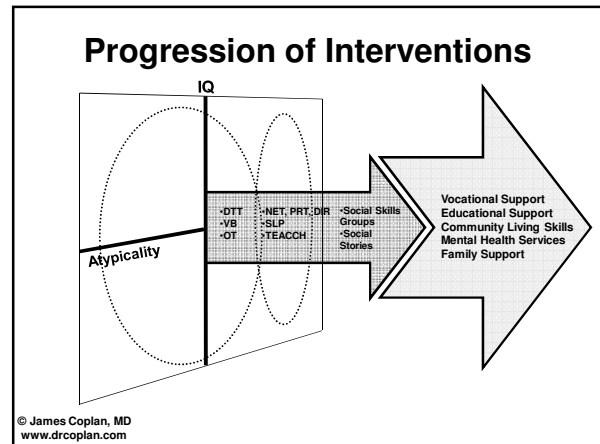 Progression of Interventions
IQ
Atypicality
•DTT
•VB
•OT
•NET, PRT, DIR
•SLP
•TEACCH
•Social Skills
Groups
•Social
Stories
Vocational Support
Educational Support
Community Living Skills
Mental Health Services
Family Support
© James Coplan, MD
www.drcoplan.com